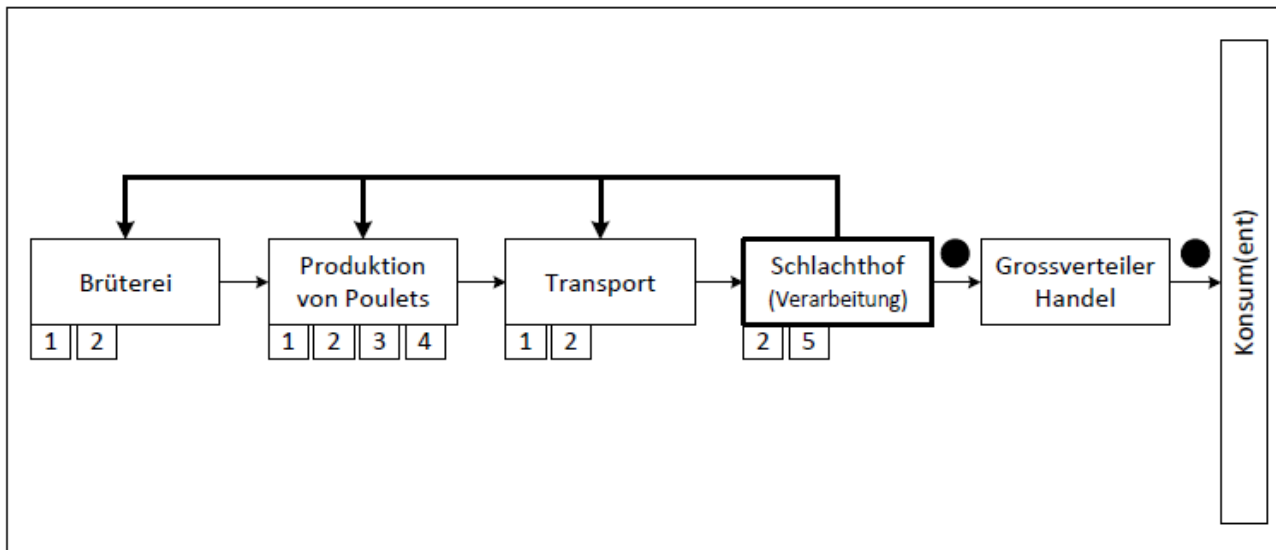 Brüterei
Produktion
von Poulets
Transport
Schlachthof
(Verarbeitung)
Grossverteiler
Handel
Konsum(ent)
1 2
1 2 3 4
1 2
2 5